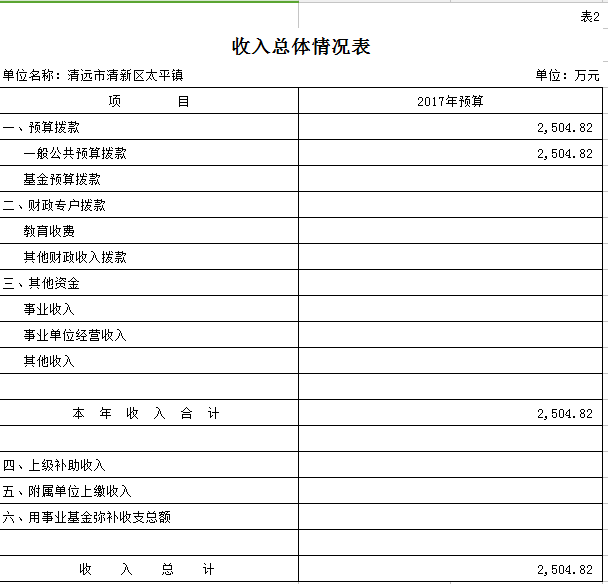 表2
收入总体情况表
单位名称：清远市清新区太平镇 单位：万元
项 目 2017年预算
一、预算拨款 2,504.82
一般公共预算拨款 2,504.82
基金预算拨款
二、财政专户拨款
教育收费
其他财政收入拨款
三、其他资金
事业收入
事业单位经营收入
其他收入
本 年 收 入 合 计 2,504.82
四、上级补助收入
五、附属单位上缴收入
六、用事业基金弥补收支总额
收 入 总 计 2,504.82